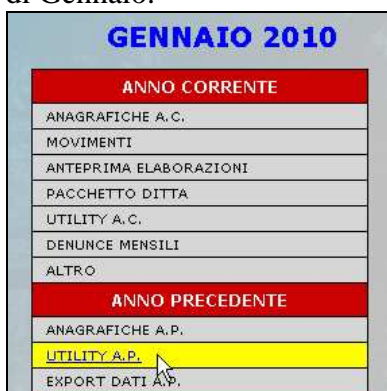 di Gennaio.
GENNAIO 2010
ANNO CORRENTE
ANAGRAFICHE A.C.
MOVIMENTI
ANTEPRIMA ELABORAZIONI
PACCHETTO DITTA
UTILITY A.C.
DENUNCE MENSILI
ALTRO
ANNO PRECEDENTE
ANAGRAFICHE A.P.
UTILITY A.P.
EXPORT DATI A.P.